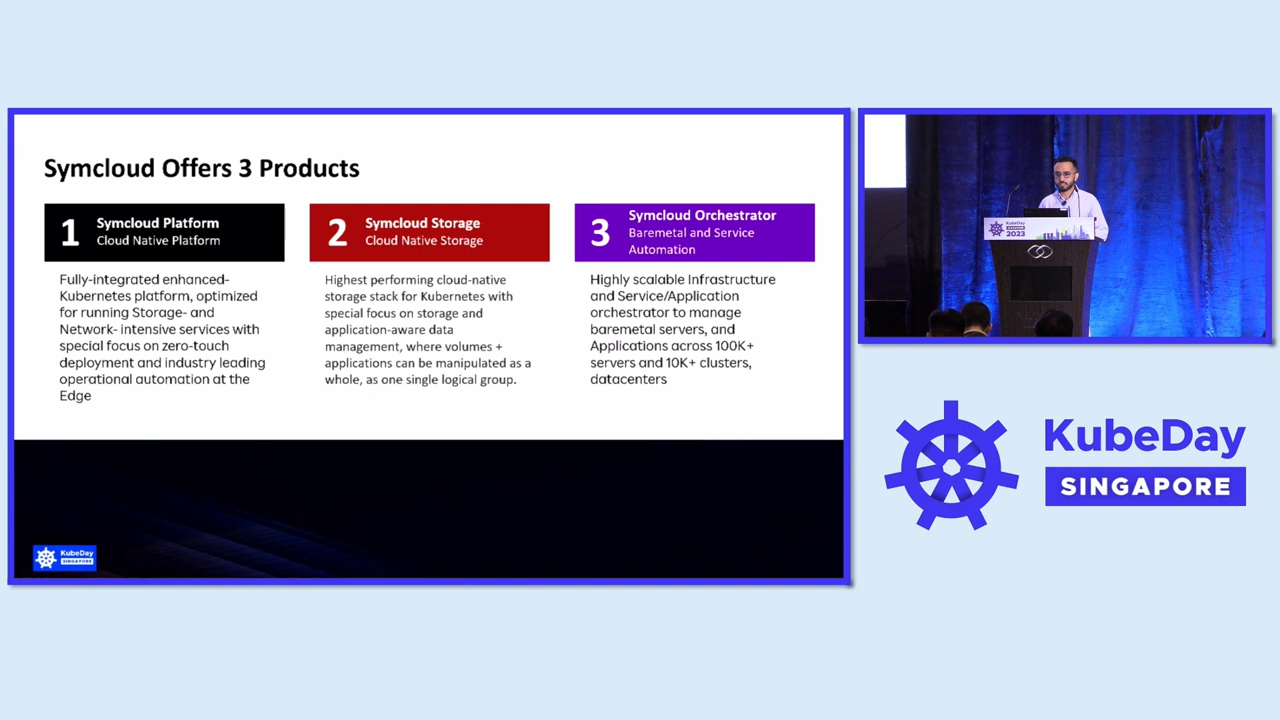 Symcloud Offers 3 Products
1
Symcloud Platform
Cloud Native Platform
Fully-integrated enhanced-
Kubernetes platform, optimized
for running Storage- and
Network- intensive services with
special focus on zero-touch
deployment and industry leading
operational automation at the
Edge
2
Symcloud Storage
Cloud Native Storage
Highest performing cloud-native
storage stack for Kubernetes with
special focus on storage and
application-aware data
management, where volumes +
applications can be manipulated as a
whole, as one single logical group.
3
Symcloud Orchestrator
Baremetal and Service
Automation
Highly scalable Infrastructure
and Service/Application
orchestrator to manage
baremetal servers, and
Applications across 100K+
servers and 10K+ clusters,
datacenters
KubeDay
SINGAPORE
KubeDay
SINGAPORE
2023
KubeDay
SINGAPORE